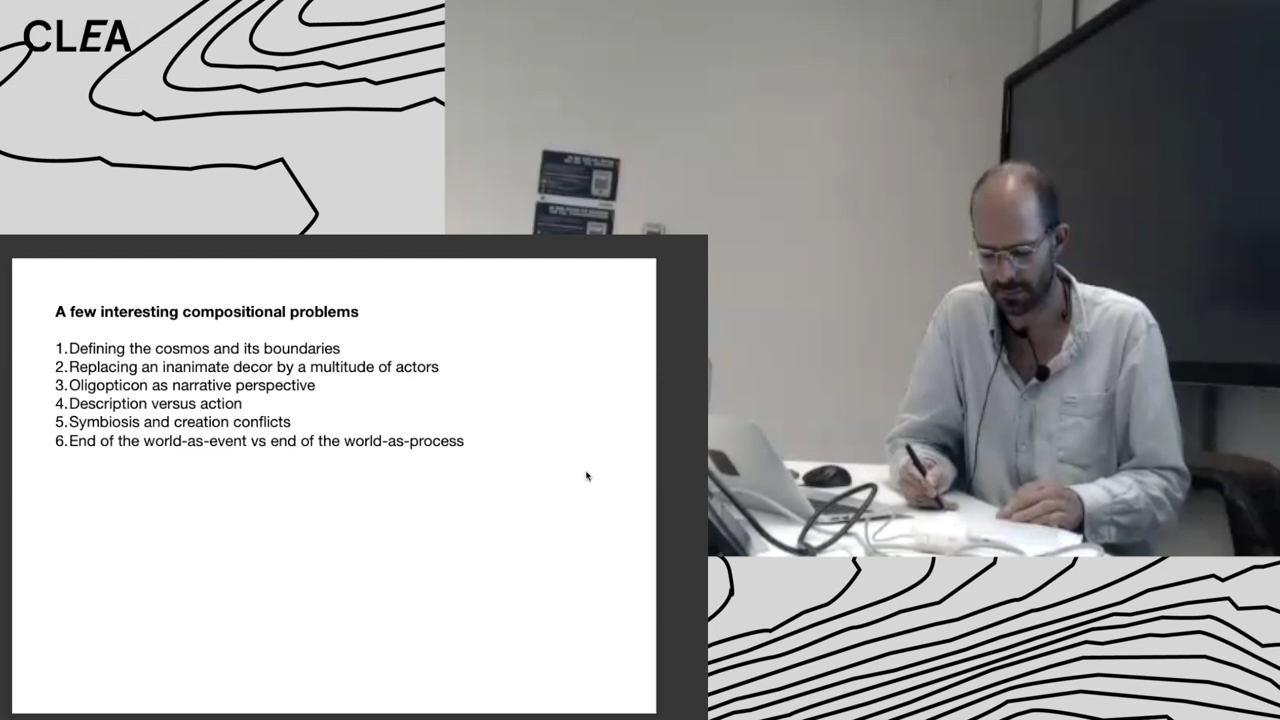 CLEA
A few interesting compositional problems
1.Defining the cosmos and its boundaries
2.Replacing an inanimate decor by a multitude of actors
3.Oligopticon as narrative perspective
4.Description versus action
5.Symbiosis and creation conflicts
6.End of the world-as-event vs end of the world-as-process